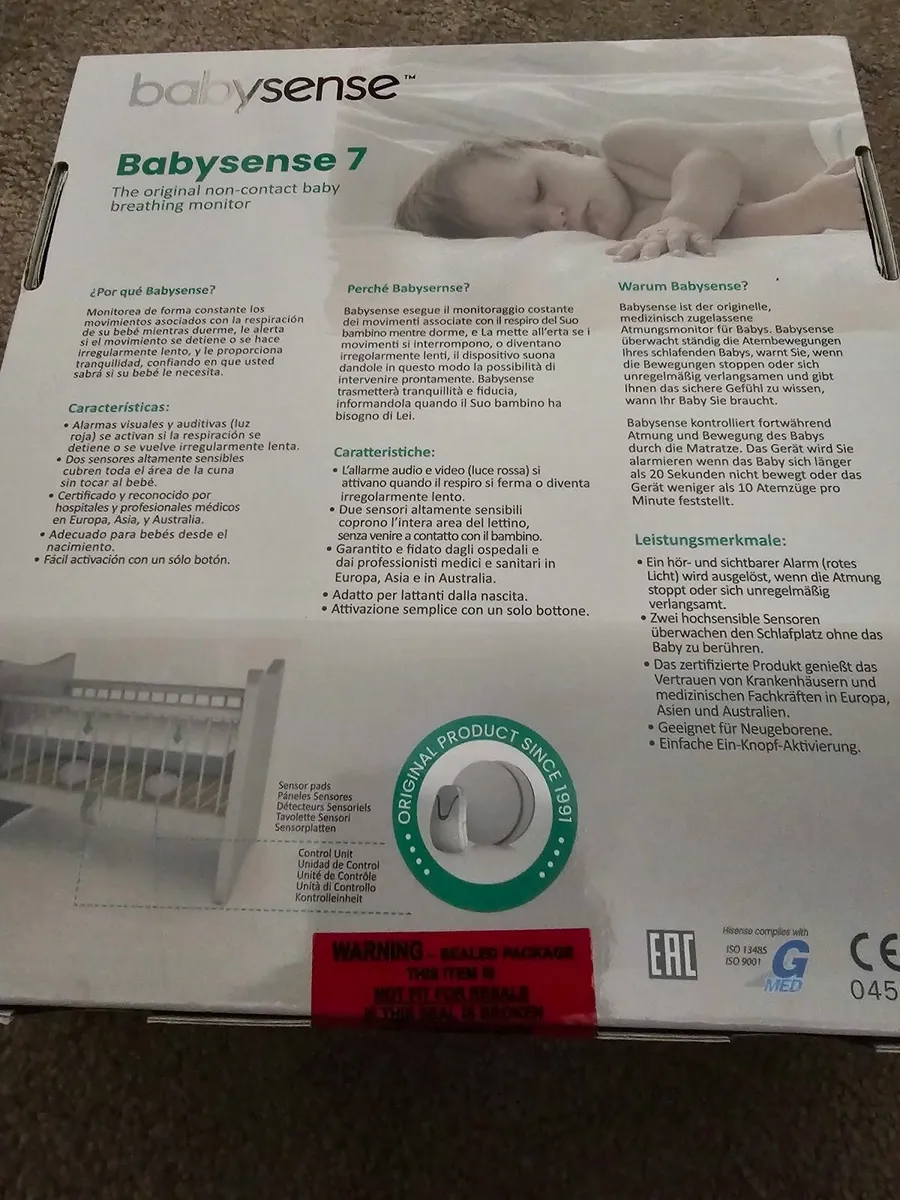 babysense™
Babysense 7
The original non-contact baby
breathing monitor
¿Por qué Babysense?
Monitorea de forma constante los
movimientos asociados con la respiración
de su bebé mientras duerme, le alerta
si el movimiento se detiene o se hace
irregularmente lento, y le proporciona
tranquilidad, confiando en que usted
sabrá si su bebé le necesita.
Características:
• Alarmas visuales y auditivas (luz
roja) se activan si la respiración se
detiene o se vuelve irregularmente lenta.
• Dos sensores altamente sensibles
cubren toda el área de la cuna
sin tocar al bebé.
• Certificado y reconocido por
hospitales y profesionales médicos
en Europa, Asia, y Australia.
• Adecuado para bebés desde el
nacimiento.
• Fácil activación con un sólo botón.
Perché Babysernse?
Babysense esegue il monitoraggio costante
dei movimenti associate con il respiro del Suo
bambino mentre dorme, e La mette all'erta se i
movimenti si interrompono, o diventano
irregolarmente lenti, il dispositivo suona
dandole in questo modo la possibilità di
intervenire prontamente. Babysense
trasmetterà tranquillità e fiducia,
informandola quando il Suo bambino ha
bisogno di Lei.
Caratteristiche:
• L'allarme audio e video (luce rossa) si
attivano quando il respiro si ferma o diventa
irregolarmente lento.
• Due sensori altamente sensibili
coprono l'intera area del lettino,
senza venire a contatto con il bambino.
• Garantito e fidato dagli ospedali e
dai professionisti medici e sanitari in
Europa, Asia e in Australia.
• Adatto per lattanti dalla nascita.
• Attivazione semplice con un solo bottone.
Warum Babysense?
Babysense ist der originelle,
medizinisch zugelassene
Atmungsmonitor für Babys. Babysense
überwacht ständig die Atembewegungen
Ihres schlafenden Babys, warnt Sie, wenn
die Bewegungen stoppen oder sich
unregelmäßig verlangsamen und gibt
Ihnen das sichere Gefühl zu wissen,
wann Ihr Baby Sie braucht.
Babysense kontrolliert fortwährend
Atmung und Bewegung des Babys
durch die Matratze. Das Gerät wird Sie
alarmieren wenn das Baby sich länger
als 20 Sekunden nicht bewegt oder das
Gerät weniger als 10 Atemzüge pro
Minute feststellt.
Leistungsmerkmale:
• Ein hör- und sichtbarer Alarm (rotes
Licht) wird ausgelöst, wenn die Atmung
stoppt oder sich unregelmäßig
verlangsamt.
• Zwei hochsensible Sensoren
überwachen den Schlafplatz ohne das
Baby zu berühren.
• Das zertifizierte Produkt genießt das
Vertrauen von Krankenhäusern und
medizinischen Fachkräften in Europa,
Asien und Australien.
• Geeignet für Neugeborene.
• Einfache Ein-Knopf-Aktivierung.
Sensor pads
Páneles Sensores
Détecteurs Sensoriels
Tavolette Sensori
Sensorplatten
Control Unit
Unidad de Control
Unité de Contrôle
Unità di Controllo
Kontrolleinheit
ORIGINAL PRODUCT SINCE 1991
WARNING - SEALED PACKAGE
THIS ITEM IS
NOT FIT FOR RESALE
IF THIS SEAL IS BROKEN
EAC
Hisense complies with
ISO 13485
ISO 9001
G
MED
CE
045